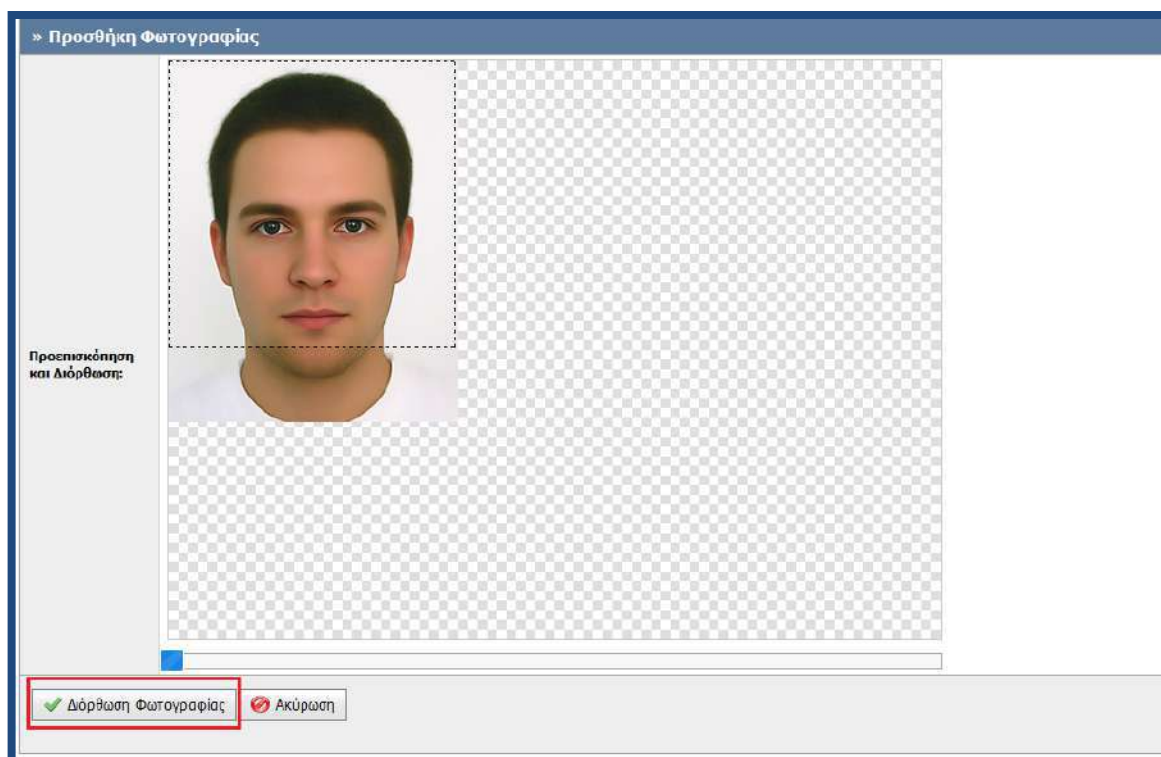 » Προσθήκη Φωτογραφίας
Προεπισκόπηση
και Διόρθωση:
Διόρθωση Φωτογραφίας
Ακύρωση